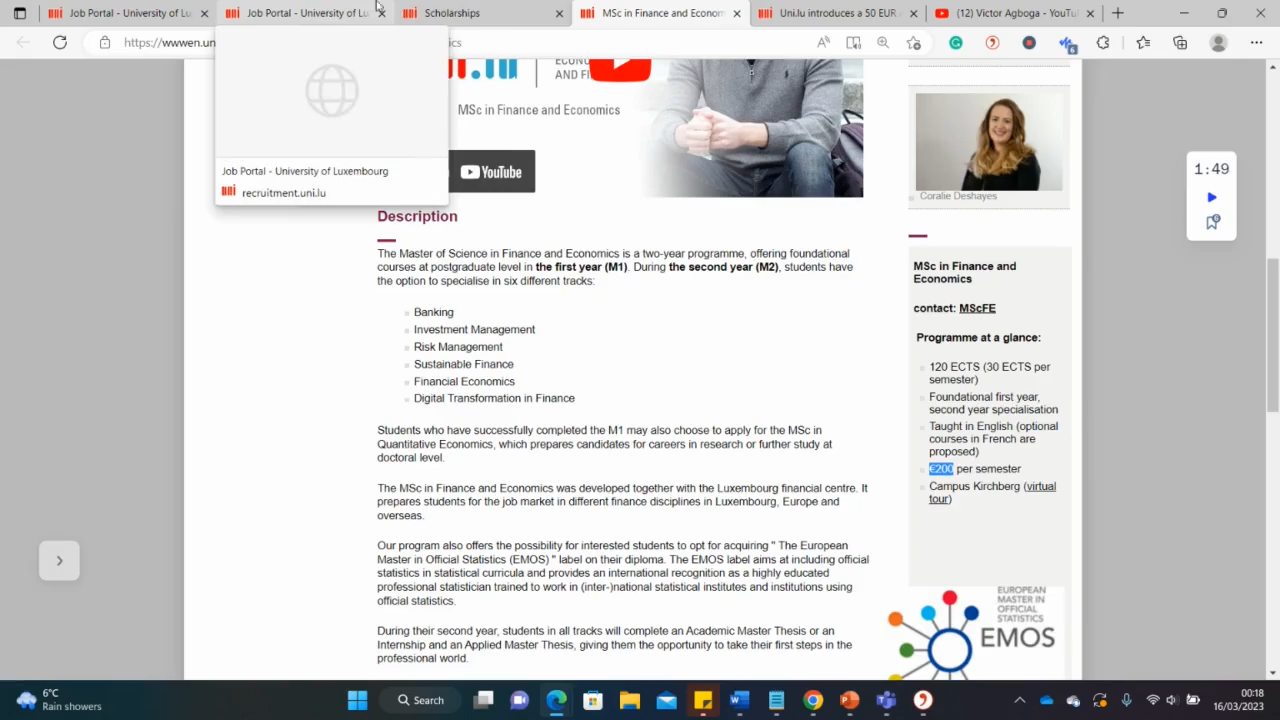 Job Portal - University of Lu
Job Portal - University of Lu
Scholarships
MSc in Finance and Econom
Uni.lu introduces a 50 EUR
(12) Victor Agboga - YouTu
https://wwwen.un
ics
6
ECONO
AND FI
MSc in Finance and Economics
YouTube
Job Portal - University of Luxembourg
recruitment.uni.lu
Description
The Master of Science in Finance and Economics is a two-year programme, offering foundational
courses at postgraduate level in the first year (M1). During the second year (M2), students have
the option to specialise in six different tracks:
Banking
Investment Management
Risk Management
Sustainable Finance
Financial Economics
Digital Transformation in Finance
Students who have successfully completed the M1 may also choose to apply for the MSc in
Quantitative Economics, which prepares candidates for careers in research or further study at
doctoral level.
The MSc in Finance and Economics was developed together with the Luxembourg financial centre. It
prepares students for the job market in different finance disciplines in Luxembourg, Europe and
overseas.
Our program also offers the possibility for interested students to opt for acquiring " The European
Master in Official Statistics (EMOS) " label on their diploma. The EMOS label aims at including official
statistics in statistical curricula and provides an international recognition as a highly educated
professional statistician trained to work in (inter-)national statistical institutes and institutions using
official statistics.
During their second year, students in all tracks will complete an Academic Master Thesis or an
Internship and an Applied Master Thesis, giving them the opportunity to take their first steps in the
professional world.
Coralie Deshayes
MSc in Finance and
Economics
contact: MScFE
Programme at a glance:
120 ECTS (30 ECTS per
semester)
Foundational first year,
second year specialisation
Taught in English (optional
courses in French are
proposed)
€200 per semester
Campus Kirchberg (virtual
tour)
EUROPEAN
MASTER IN
OFFICIAL
STATISTICS
EMOS
1:49
6°C
Rain showers
Search
00:18
16/03/2023